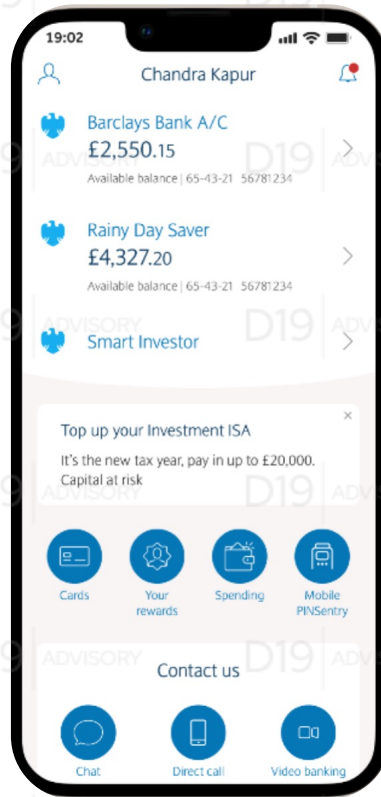 19:02
Chandra Kapur
Barclays Bank A/C
£2,550.15
Available balance | 65-43-21 56781234
Rainy Day Saver
£4,327.20
Available balance | 65-43-21 56781234
Smart Investor
Top up your Investment ISA
It's the new tax year, pay in up to £20,000.
Capital at risk
Cards
Your
rewards
Spending
Mobile
PINSentry
Contact us
Chat
Direct call
Video banking
D19 ADVISORY